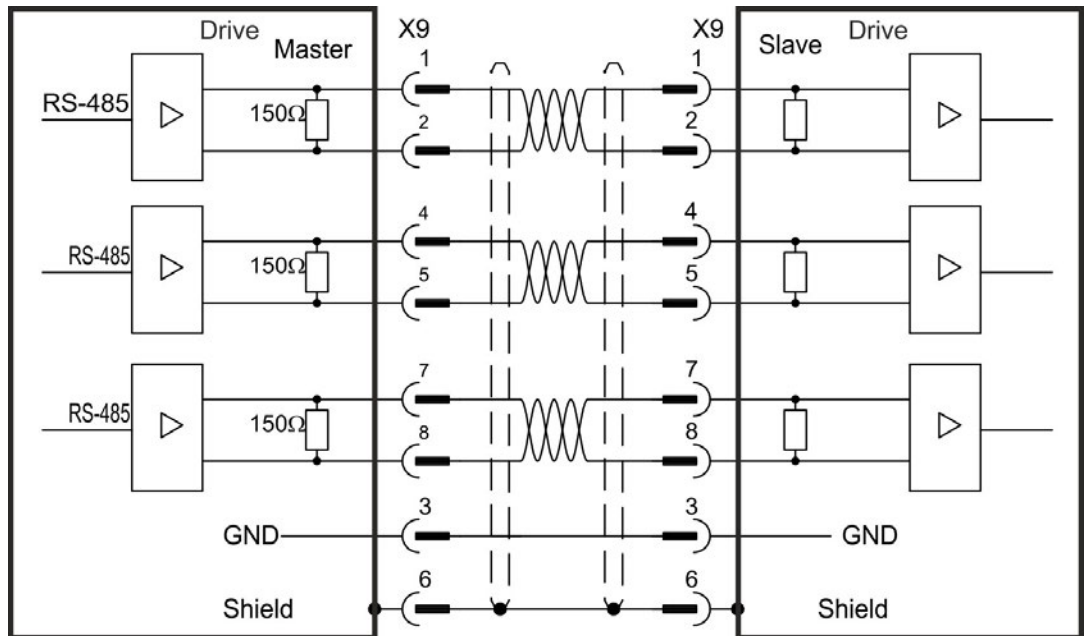 Drive Master X9 X9 Slave Drive
1 1
RS-485 150Ω
2 2
4 4
RS-485 150Ω
5 5
7 7
RS-485 150Ω
8 8
3 3
GND GND
6 6
Shield Shield